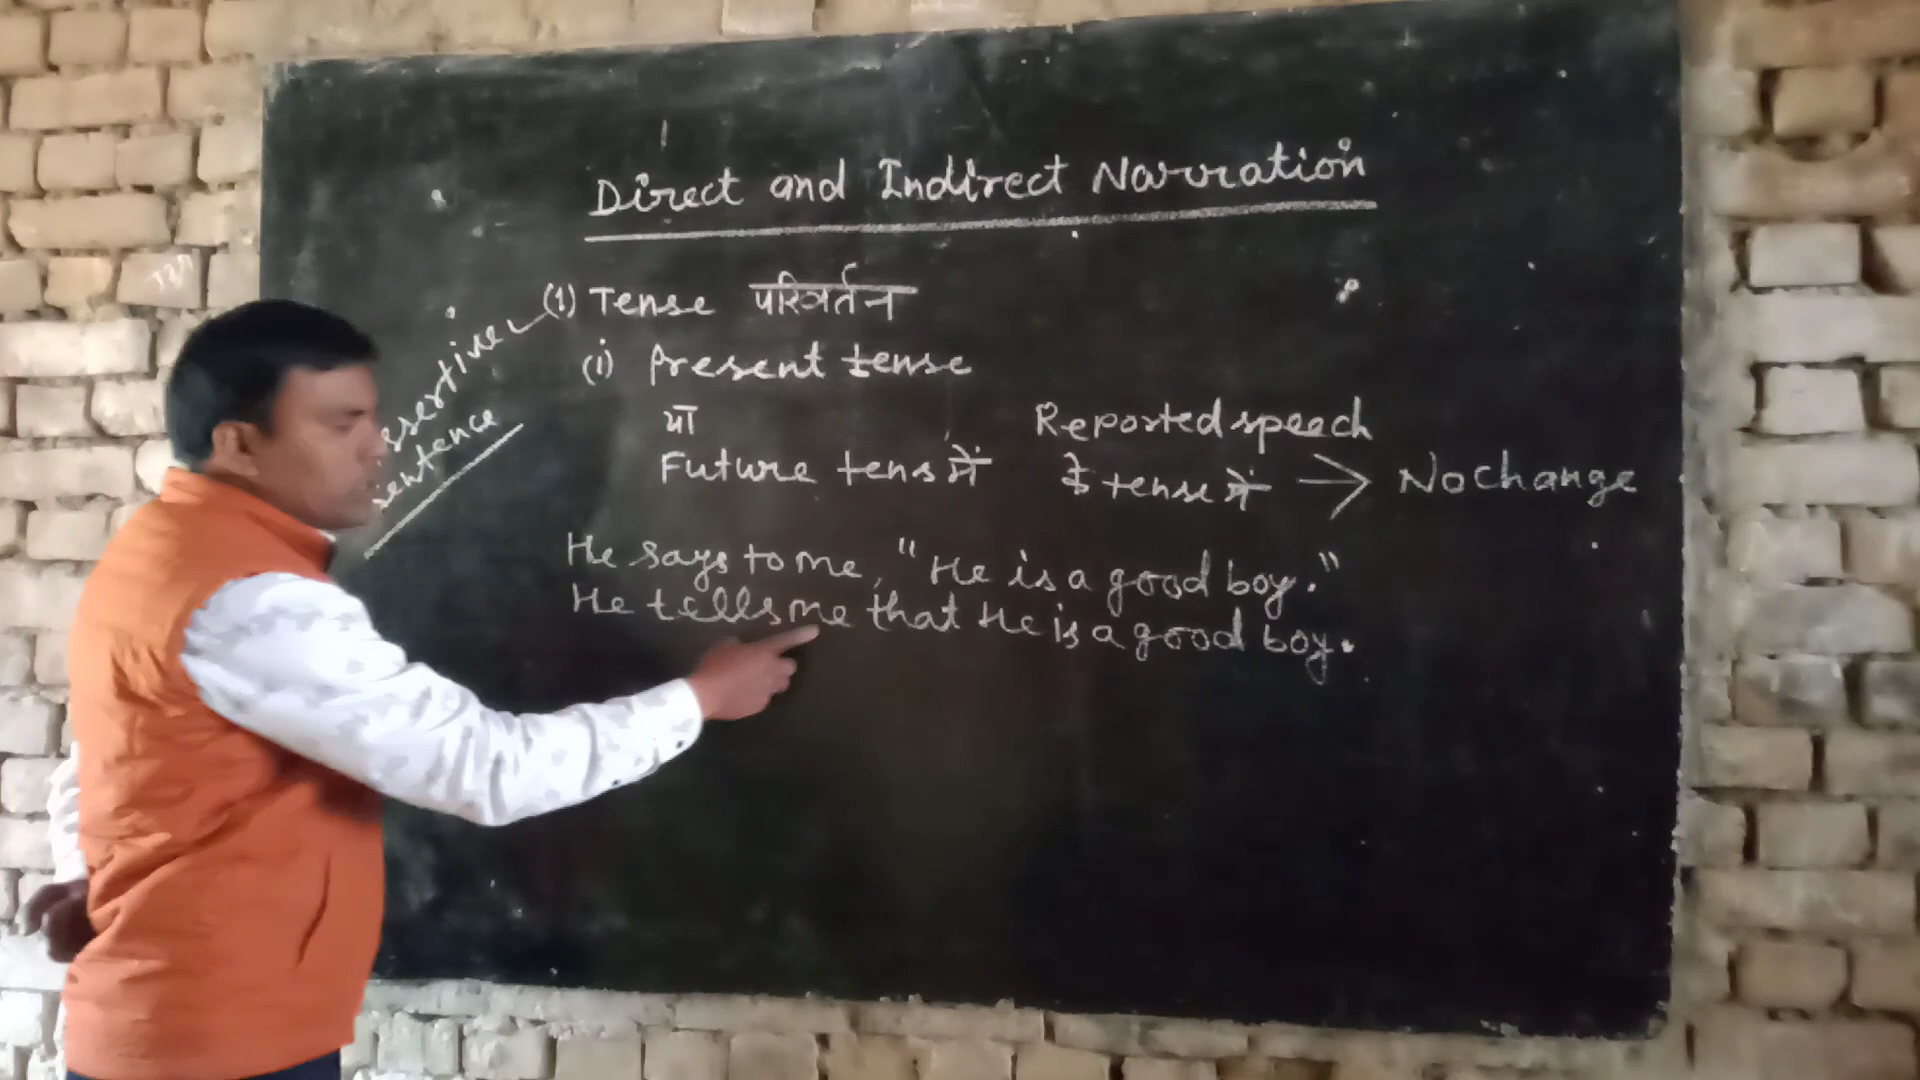 Direct and Indirect Narration
(1) Tense परिवर्तन
(i) Present tense
या
Future tens में
Reported speech
के tense में → No change
ssertive
sentence
He says to me, "He is a good boy."
He tells me that He is a good boy.